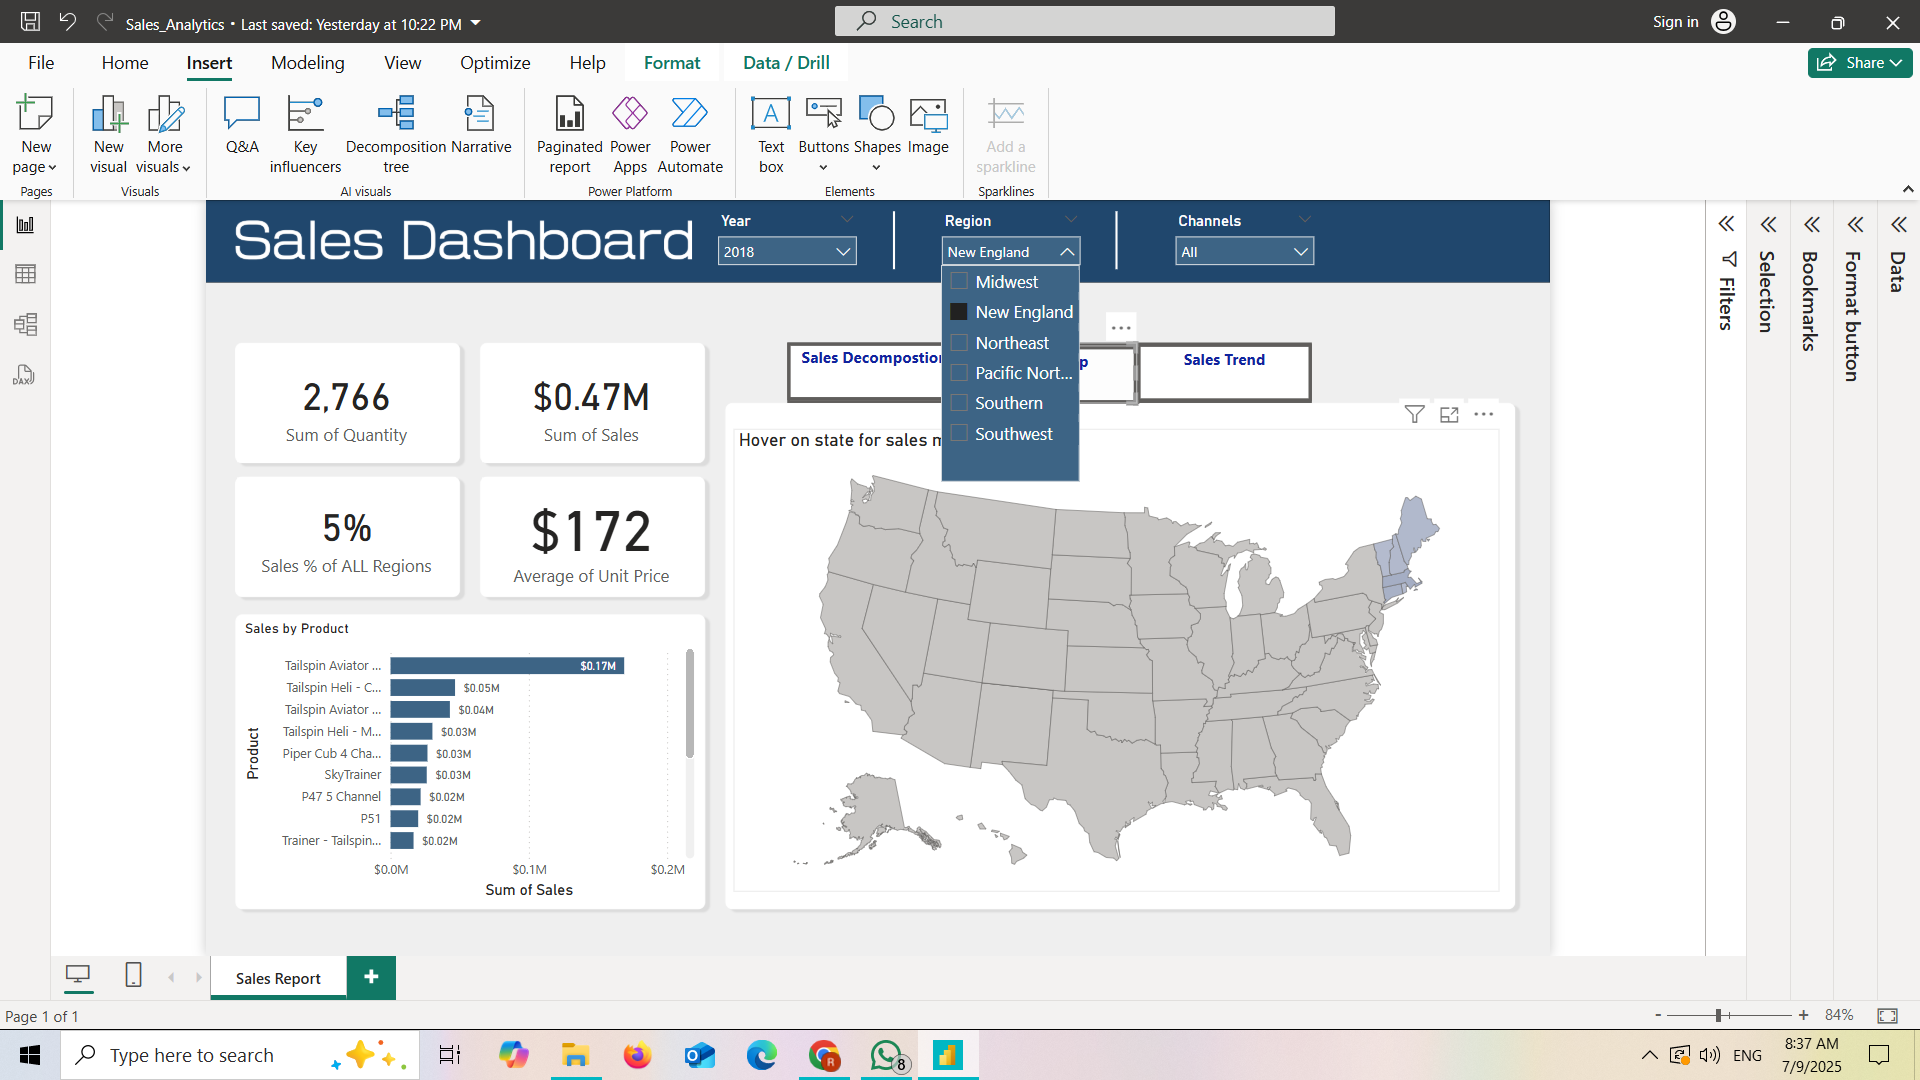 Sales_Analytics • Last saved: Yesterday at 10:22 PM
Search
Sign in
File Home Insert Modeling View Optimize Help Format Data / Drill
Share
New page
New visual
More visuals
Q&A
Key influencers
Decomposition tree
Narrative
Paginated report
Power Apps
Power Automate
Text box
Buttons
Shapes
Image
Add a sparkline
Pages
Visuals
AI visuals
Power Platform
Elements
Sparklines
Sales Dashboard
Year
2018
Region
New England
Channels
All
Midwest
New England
Northeast
Pacific Nort...
Southern
Southwest
2,766
Sum of Quantity
$0.47M
Sum of Sales
5%
Sales % of ALL Regions
$172
Average of Unit Price
Sales Decompostion
p
Sales Trend
Hover on state for sales
Sales by Product
Product
Tailspin Aviator ... $0.17M
Tailspin Heli - C... $0.05M
Tailspin Aviator ... $0.04M
Tailspin Heli - M... $0.03M
Piper Cub 4 Cha... $0.03M
SkyTrainer $0.03M
P47 5 Channel $0.02M
P51 $0.02M
Trainer - Tailspin... $0.02M
$0.0M $0.1M $0.2M
Sum of Sales
Filters
Selection
Bookmarks
Format button
Data
DAX
Sales Report
+
Page 1 of 1
- + 84%
Type here to search
R
8
ENG
8:37 AM
7/9/2025